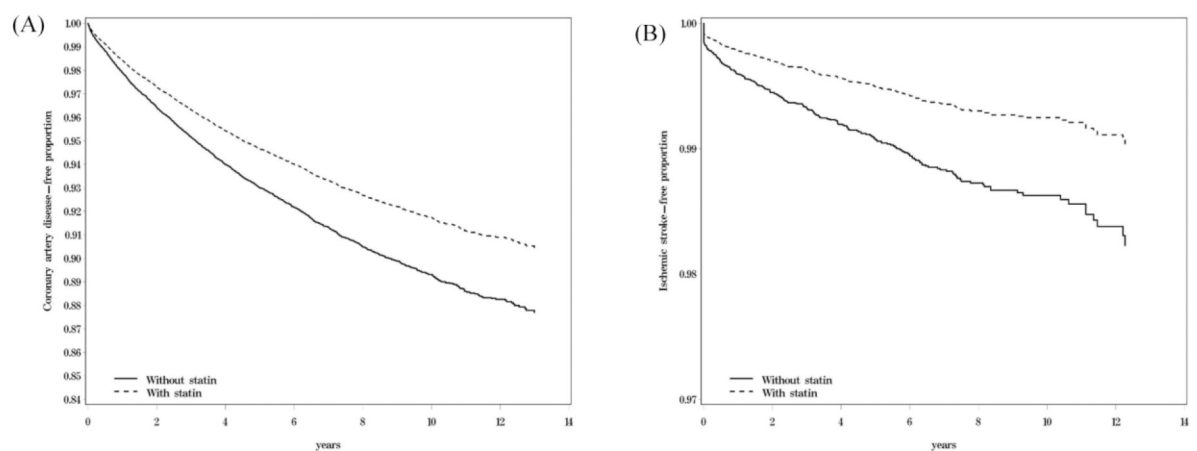 (A)
Coronary artery disease-free proportion
1.00
0.99
0.98
0.97
0.96
0.95
0.94
0.93
0.92
0.91
0.90
0.89
0.88
0.87
0.86
0.85
0.84
Without statin
With statin
0 2 4 6 8 10 12 14
years
(B)
Ischemic stroke-free proportion
1.00
0.99
0.98
0.97
Without statin
With statin
0 2 4 6 8 10 12 14
years